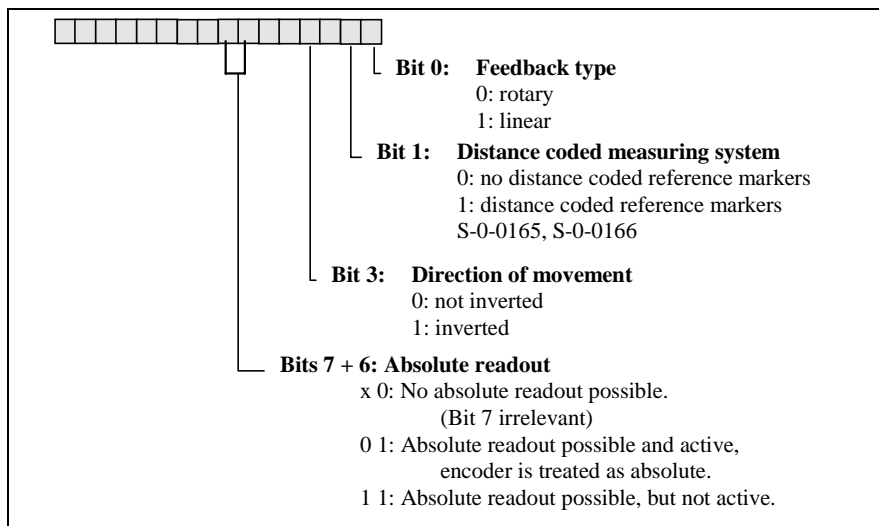 Bit 0: Feedback type
0: rotary
1: linear
Bit 1: Distance coded measuring system
0: no distance coded reference markers
1: distance coded reference markers
S-0-0165, S-0-0166
Bit 3: Direction of movement
0: not inverted
1: inverted
Bits 7 + 6: Absolute readout
x 0: No absolute readout possible.
(Bit 7 irrelevant)
0 1: Absolute readout possible and active,
encoder is treated as absolute.
1 1: Absolute readout possible, but not active.